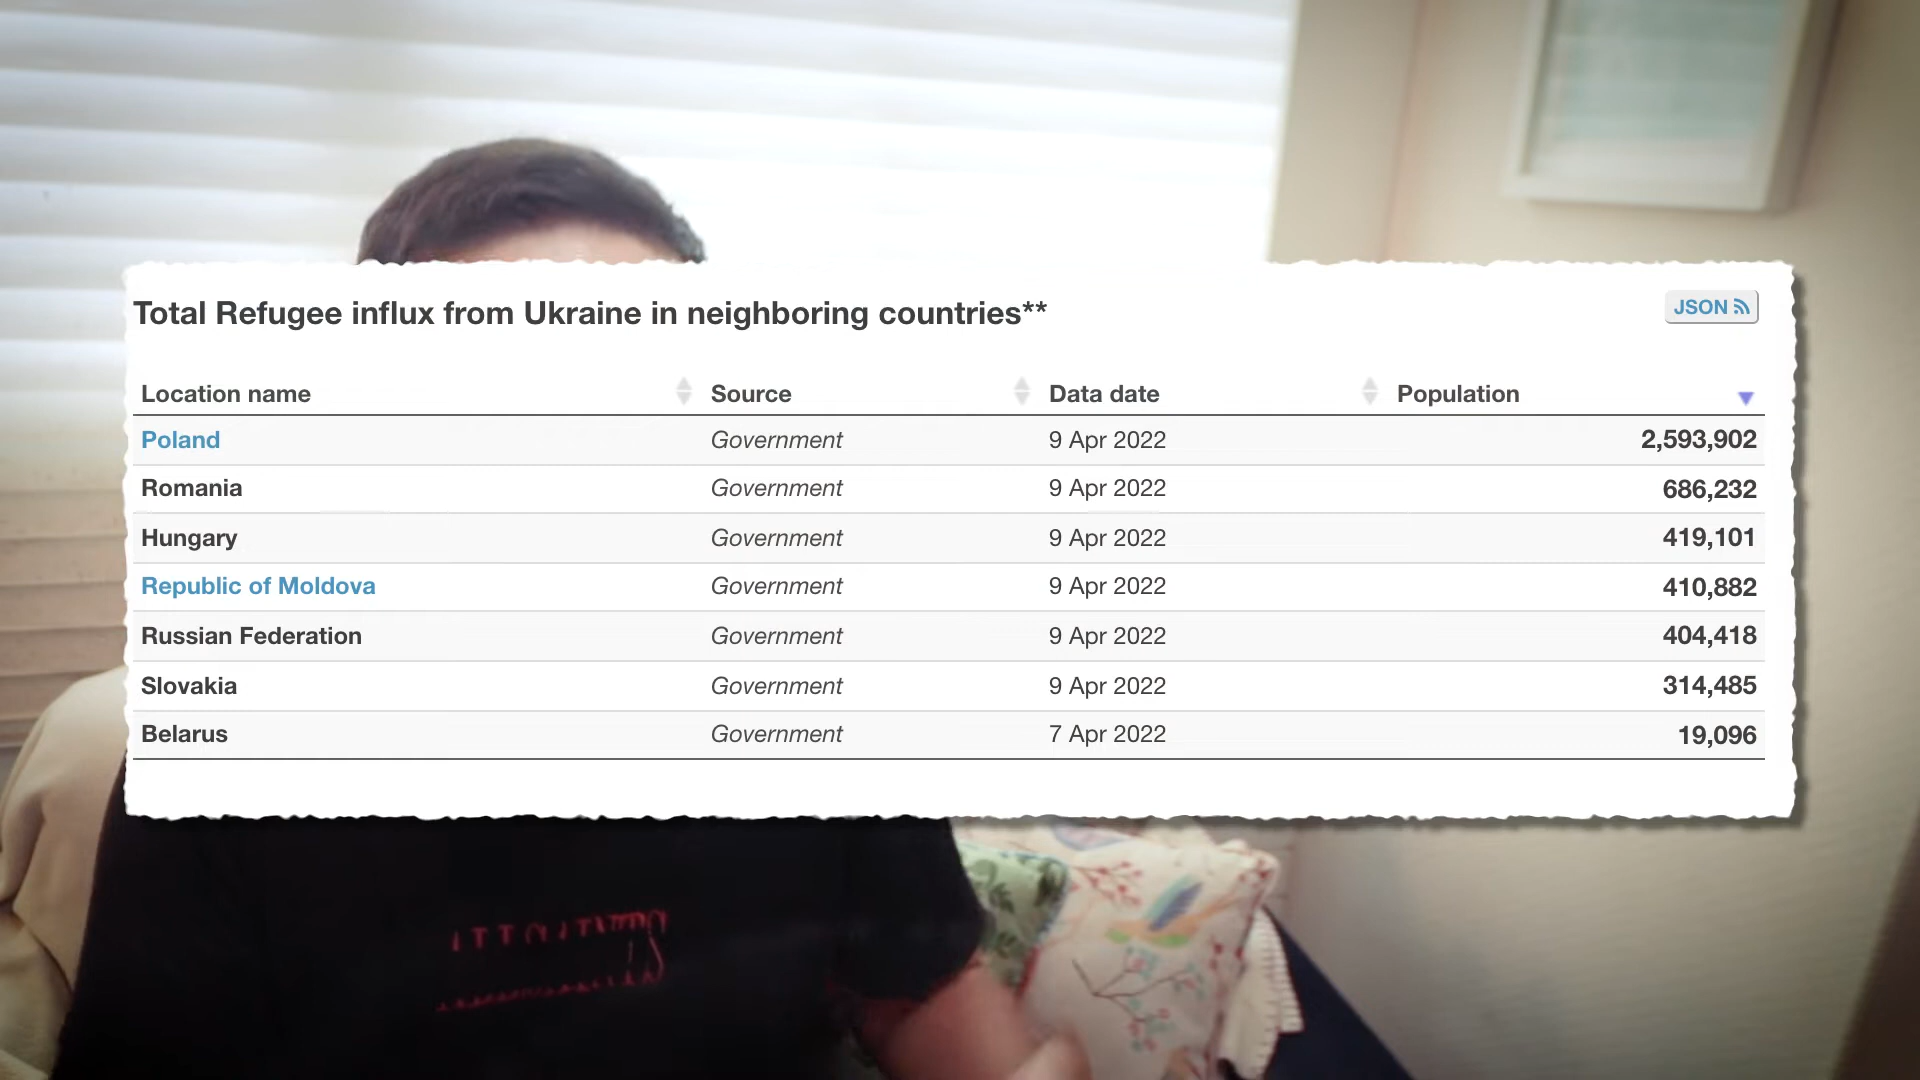 Total Refugee influx from Ukraine in neighboring countries**
JSON
Location name Source Data date Population
Poland Government 9 Apr 2022 2,593,902
Romania Government 9 Apr 2022 686,232
Hungary Government 9 Apr 2022 419,101
Republic of Moldova Government 9 Apr 2022 410,882
Russian Federation Government 9 Apr 2022 404,418
Slovakia Government 9 Apr 2022 314,485
Belarus Government 7 Apr 2022 19,096